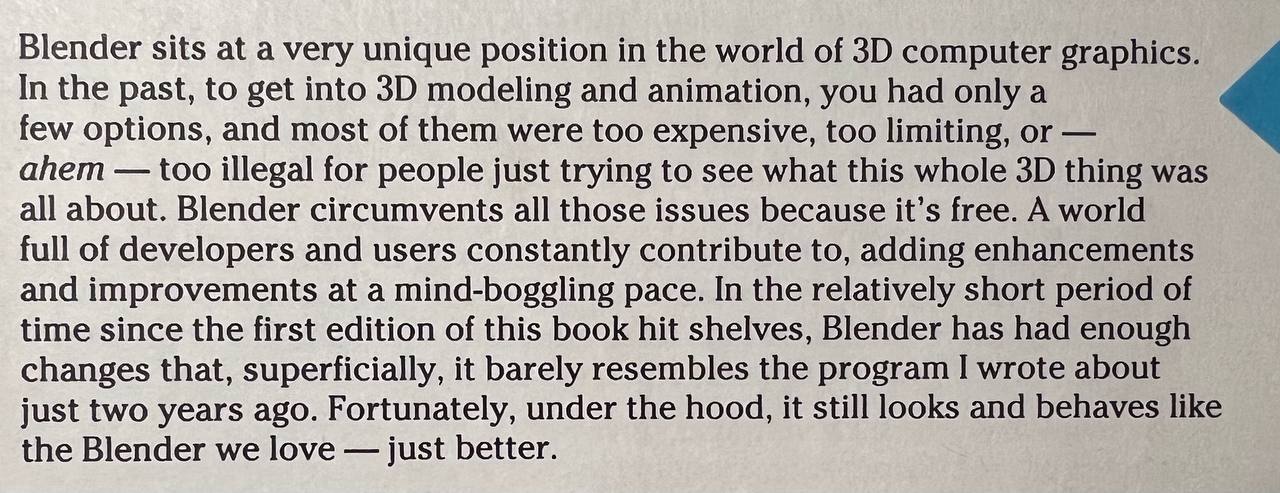 Blender sits at a very unique position in the world of 3D computer graphics.
In the past, to get into 3D modeling and animation, you had only a
few options, and most of them were too expensive, too limiting, or —
ahem — too illegal for people just trying to see what this whole 3D thing was
all about. Blender circumvents all those issues because it's free. A world
full of developers and users constantly contribute to, adding enhancements
and improvements at a mind-boggling pace. In the relatively short period of
time since the first edition of this book hit shelves, Blender has had enough
changes that, superficially, it barely resembles the program I wrote about
just two years ago. Fortunately, under the hood, it still looks and behaves like
the Blender we love — just better.